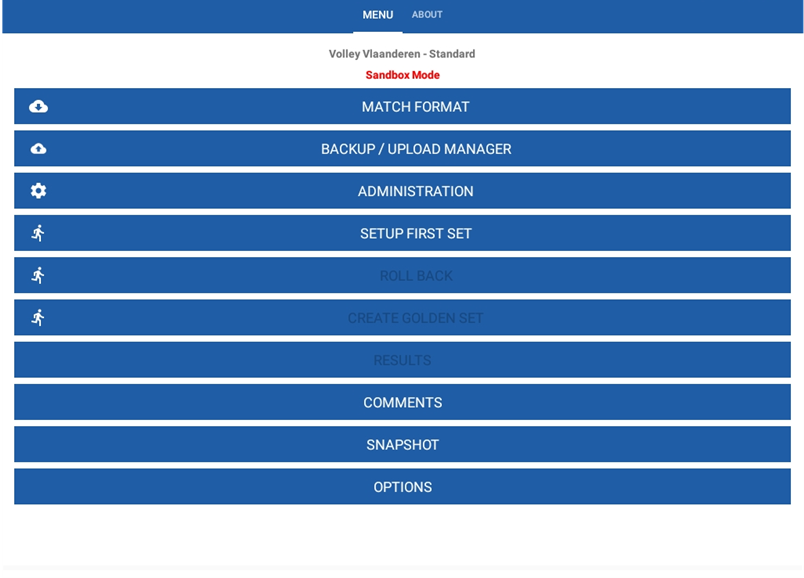 MENU ABOUT
Volley Vlaanderen - Standard
Sandbox Mode
MATCH FORMAT
BACKUP / UPLOAD MANAGER
ADMINISTRATION
SETUP FIRST SET
ROLL BACK
CREATE GOLDEN SET
RESULTS
COMMENTS
SNAPSHOT
OPTIONS